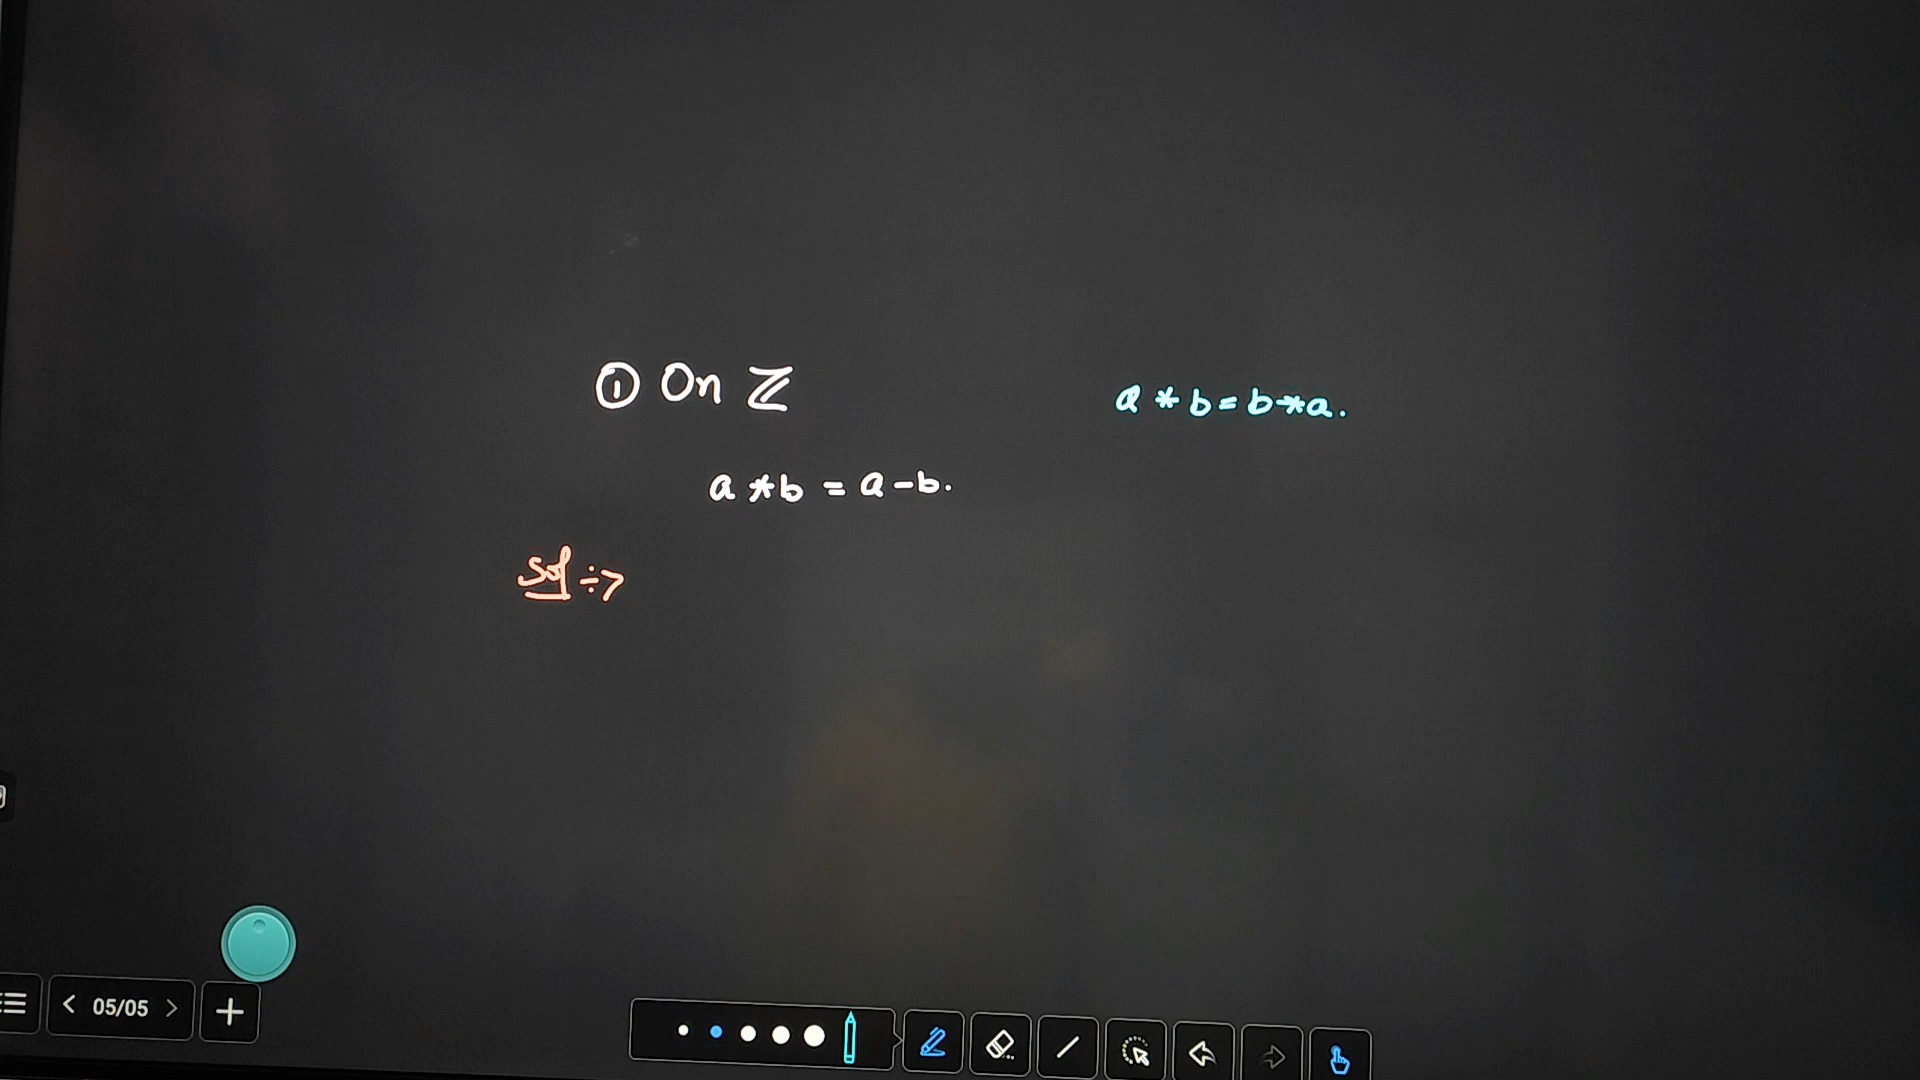 ① On ℤ
a * b = b * a.
a * b = a - b.
Sol ÷>
05/05